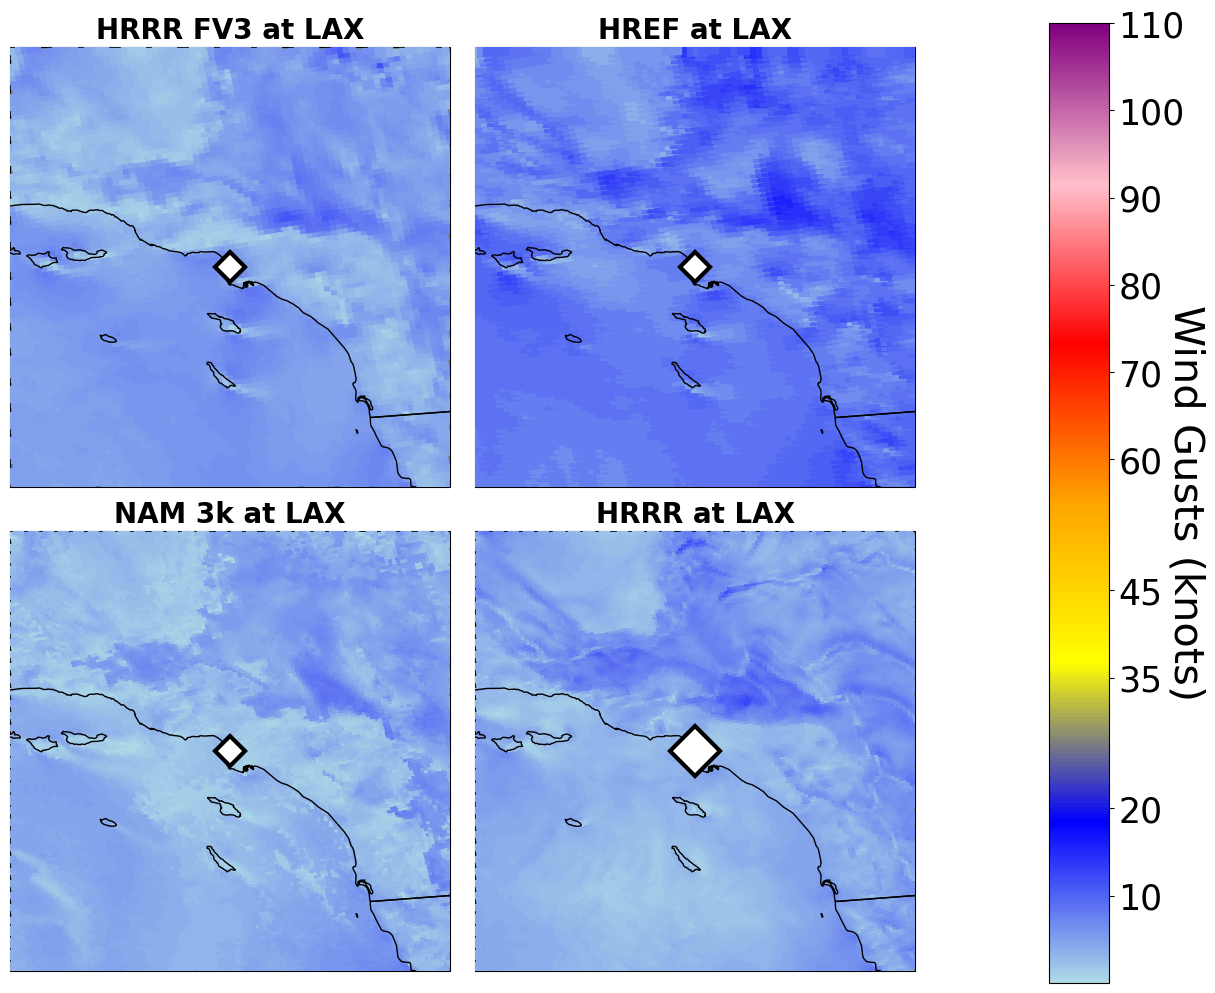 HRRR FV3 at LAX
HREF at LAX
NAM 3k at LAX
HRRR at LAX
110
100
90
80
70
60
45
35
20
10
Wind Gusts (knots)